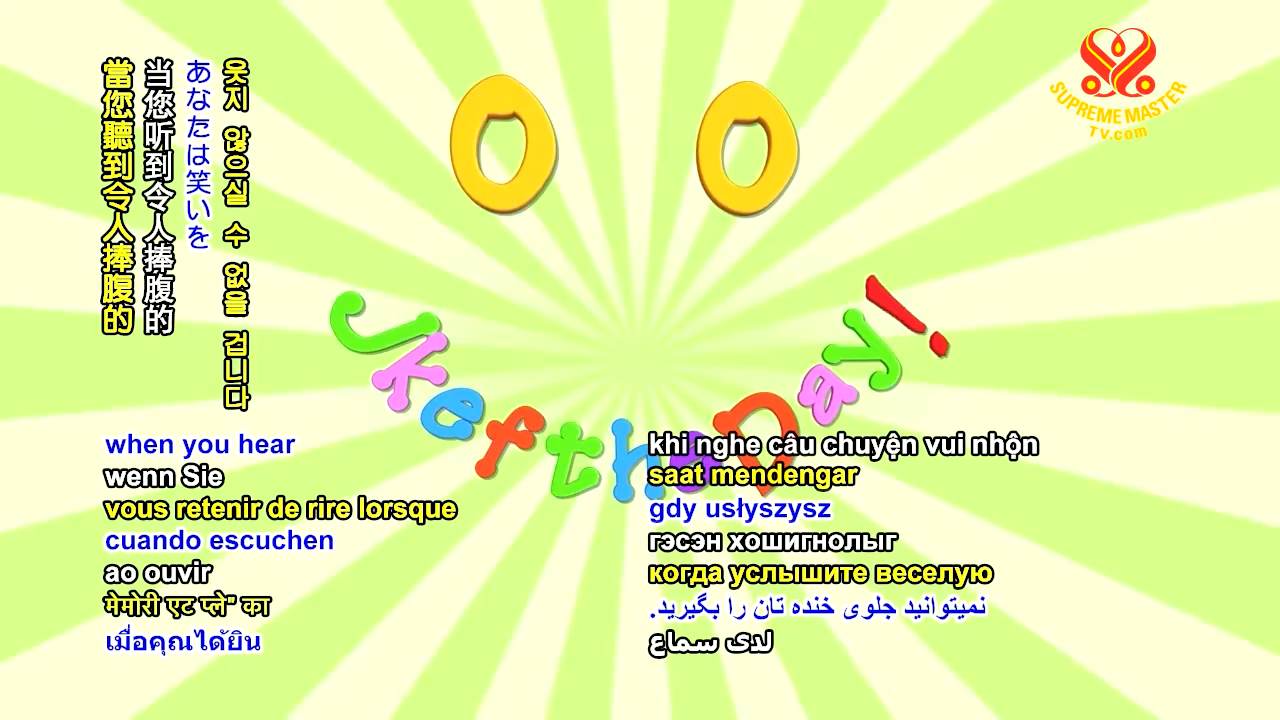 當您聽到令人捧腹的
当您听到令人捧腹的
あなたは笑いを
웃지 않으실 수 없을 겁니다
O O
Jkefthe Day!
SUPREME MASTER
TV.com
when you hear
wenn Sie
vous retenir de rire lorsque
cuando escuchen
ao ouvir
मेमोरी एट प्ले" का
เมื่อคุณได้ยิน
khi nghe câu chuyện vui nhộn
saat mendengar
gdy usłyszysz
гэсэн хошигнолыг
когда услышите веселую
نمیتوانید جلوی خنده تان را بگیرید.
لدى سماع